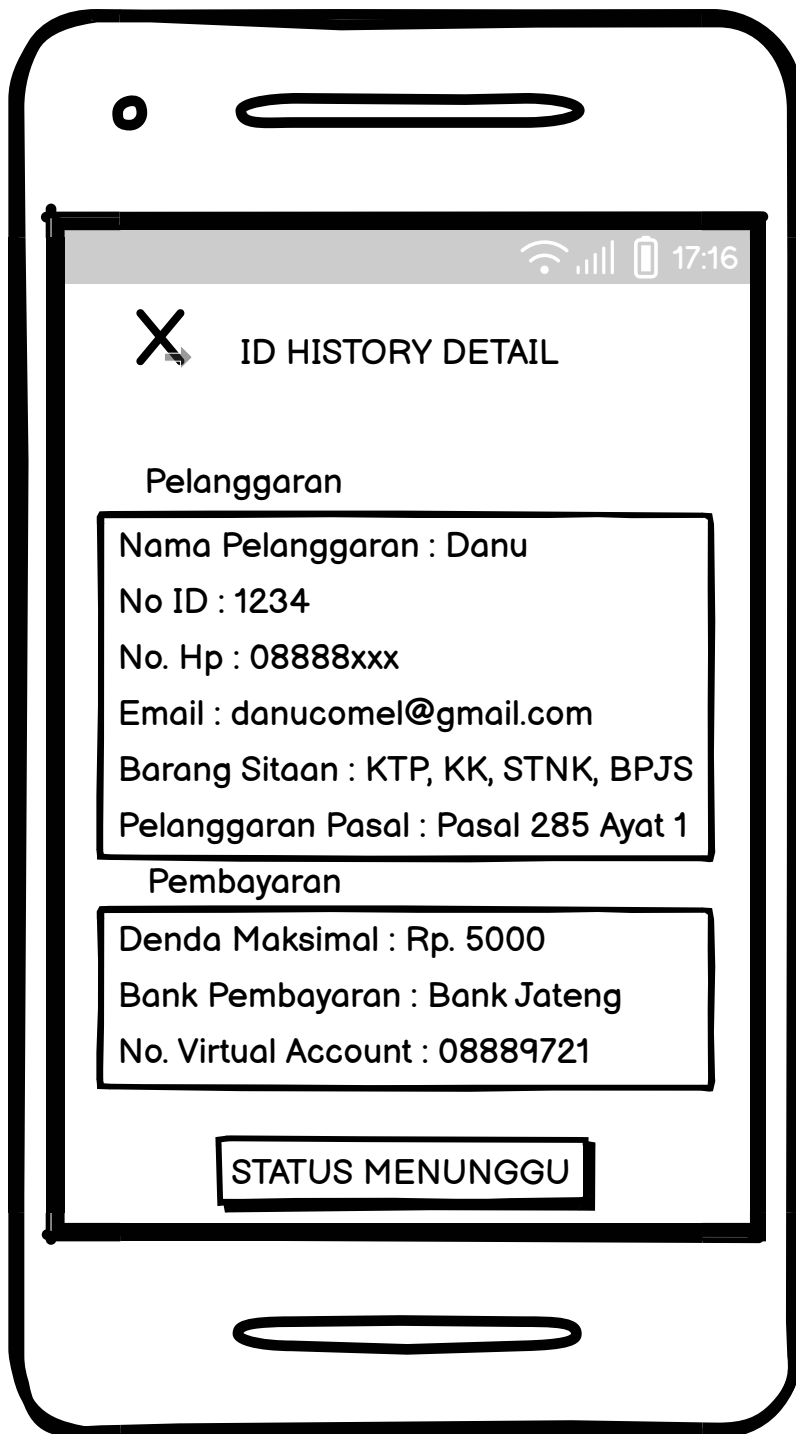 17:16
ID HISTORY DETAIL
Pelanggaran
Nama Pelanggaran : Danu
No ID : 1234
No. Hp : 08888xxx
Email : danucomel@gmail.com
Barang Sitaan : KTP, KK, STNK, BPJS
Pelanggaran Pasal : Pasal 285 Ayat 1
Pembayaran
Denda Maksimal : Rp. 5000
Bank Pembayaran : Bank Jateng
No. Virtual Account : 08889721
STATUS MENUNGGU